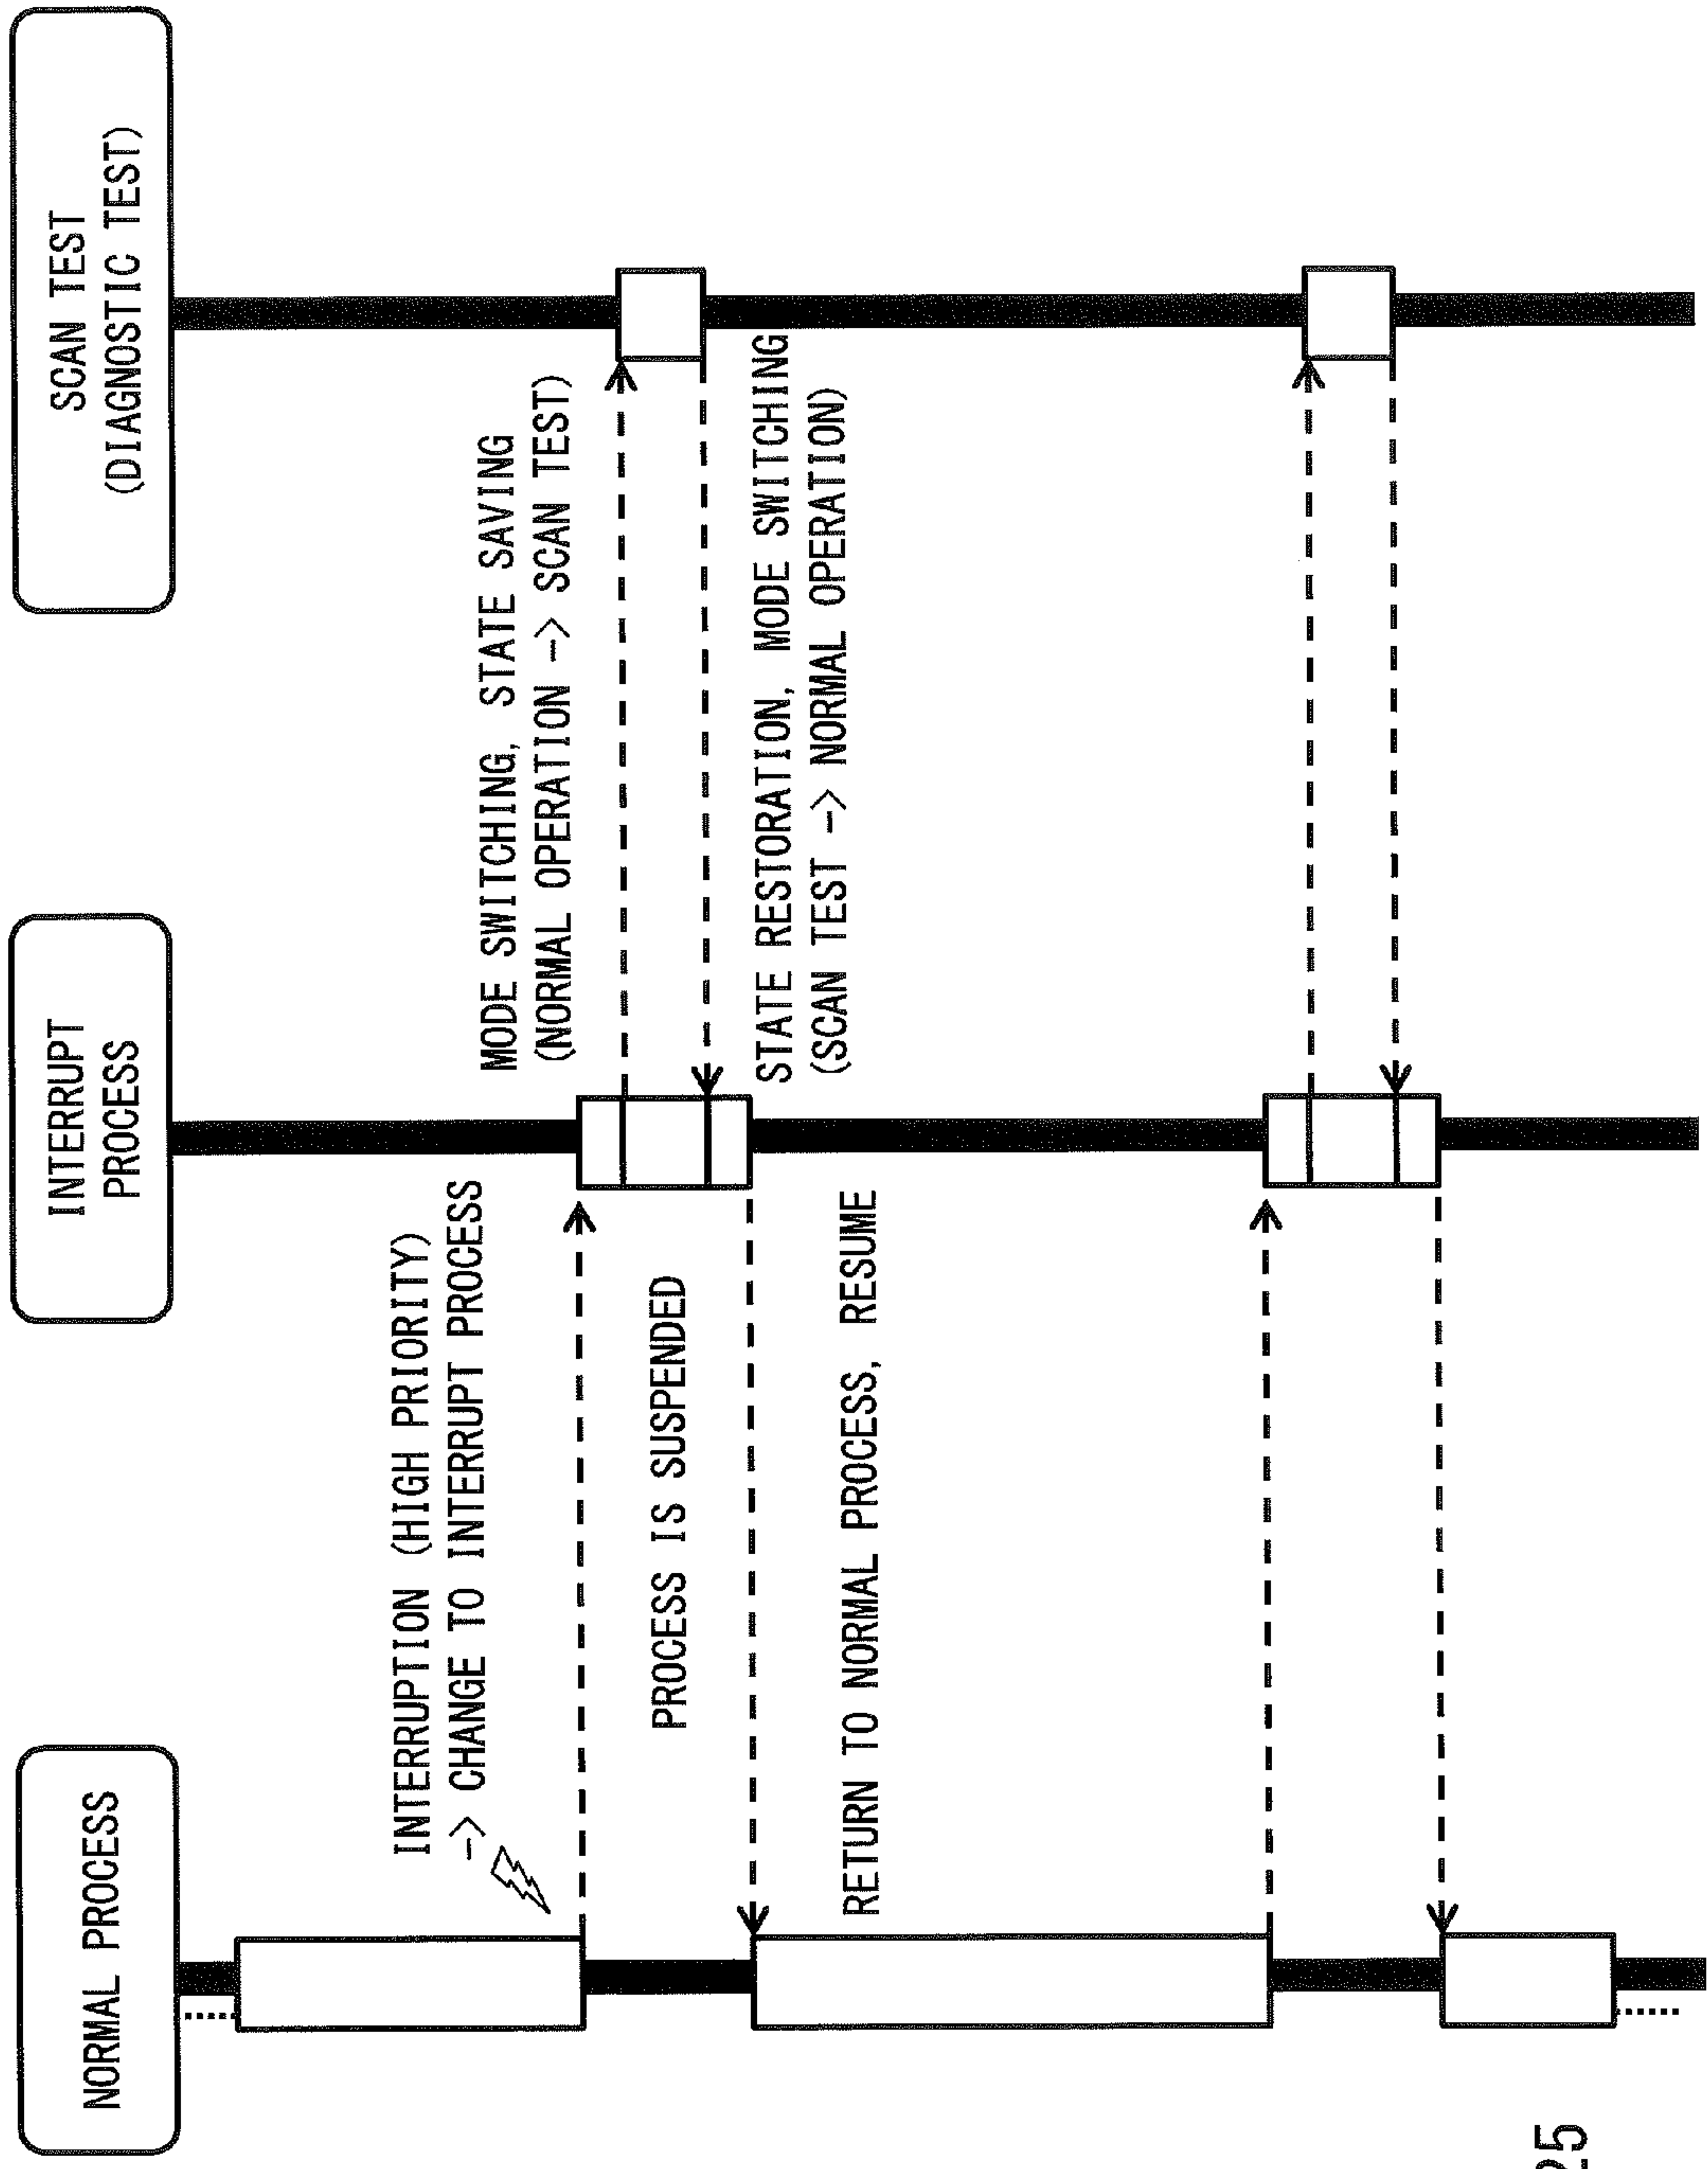 NORMAL PROCESS
INTERRUPT
PROCESS
SCAN TEST
(DIAGNOSTIC TEST)
INTERRUPTION (HIGH PRIORITY)
-> CHANGE TO INTERRUPT PROCESS
MODE SWITCHING, STATE SAVING
(NORMAL OPERATION -> SCAN TEST)
PROCESS IS SUSPENDED
STATE RESTORATION, MODE SWITCHING
(SCAN TEST -> NORMAL OPERATION)
RETURN TO NORMAL PROCESS, RESUME
25